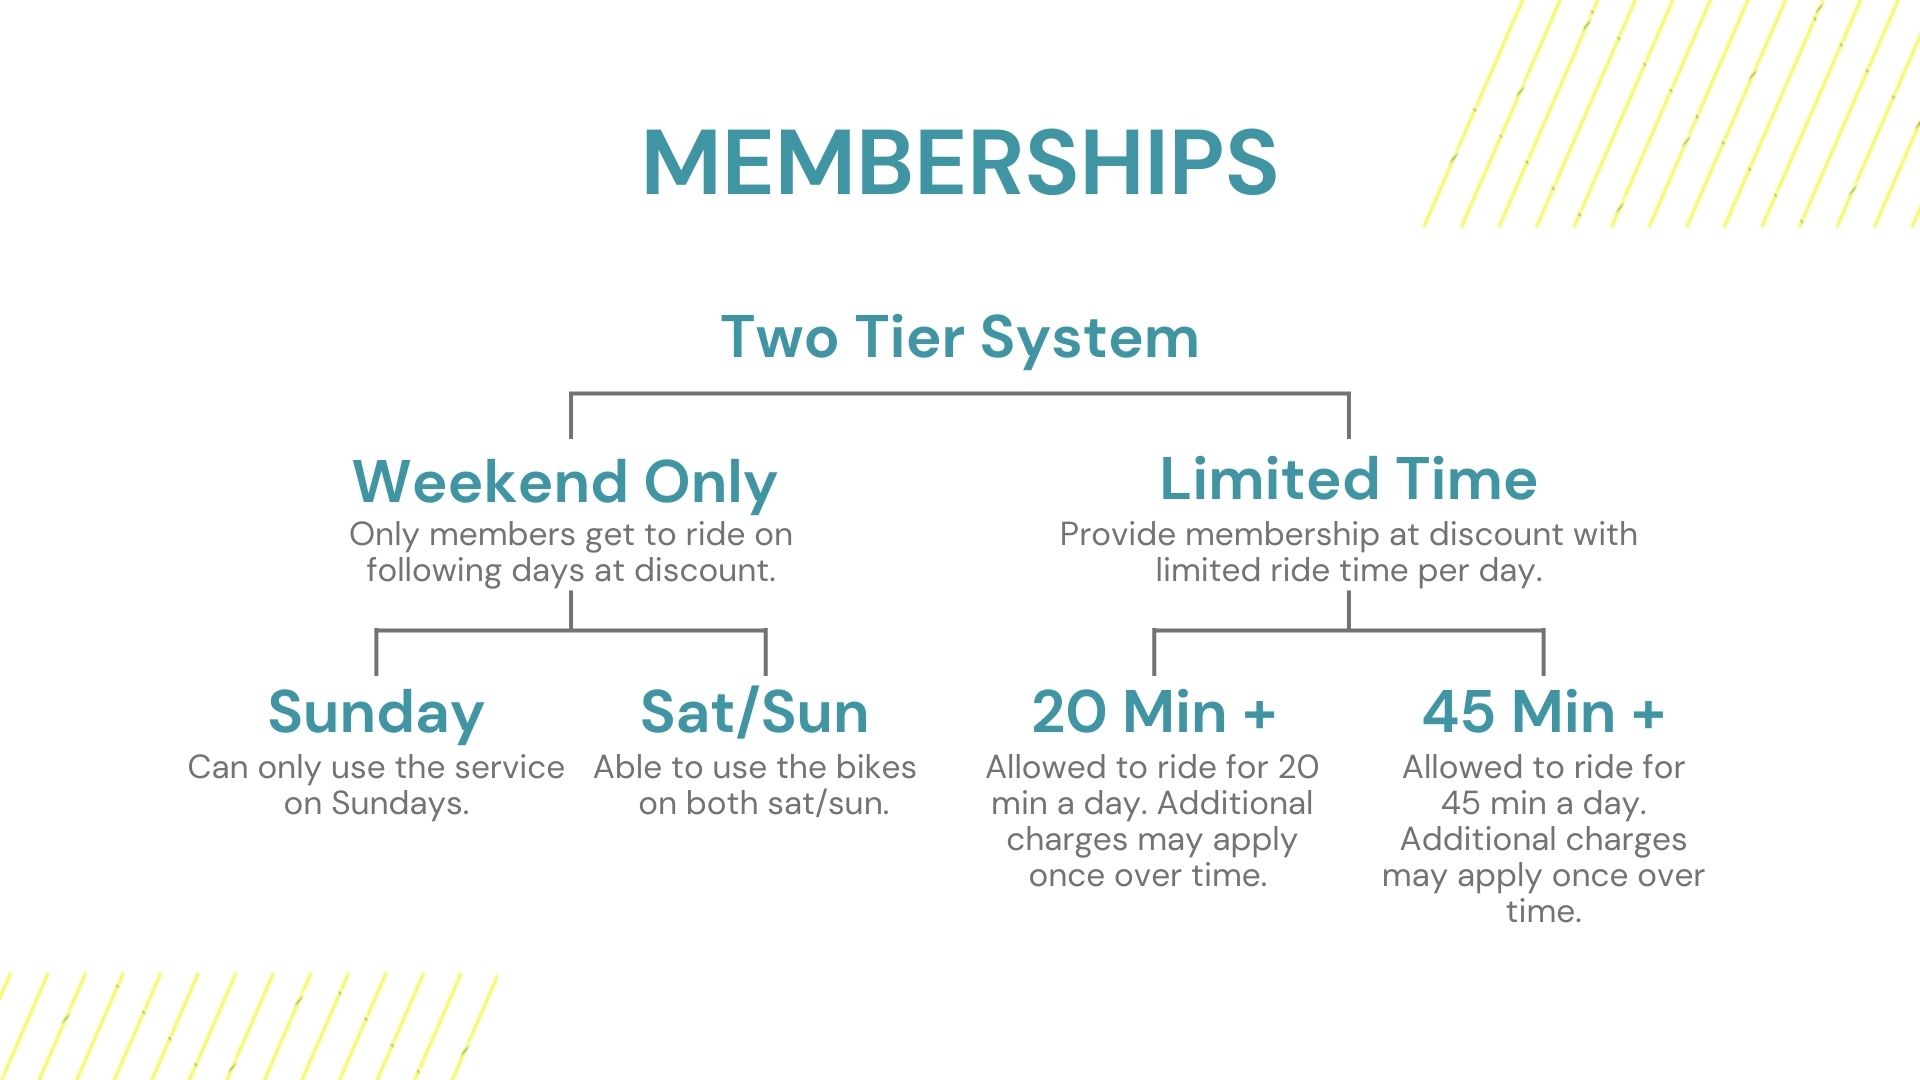 MEMBERSHIPS
Two Tier System
Weekend Only
Only members get to ride on
following days at discount.
Limited Time
Provide membership at discount with
limited ride time per day.
Sunday
Can only use the service
on Sundays.
Sat/Sun
Able to use the bikes
on both sat/sun.
20 Min +
Allowed to ride for 20
min a day. Additional
charges may apply
once over time.
45 Min +
Allowed to ride for
45 min a day.
Additional charges
may apply once over
time.